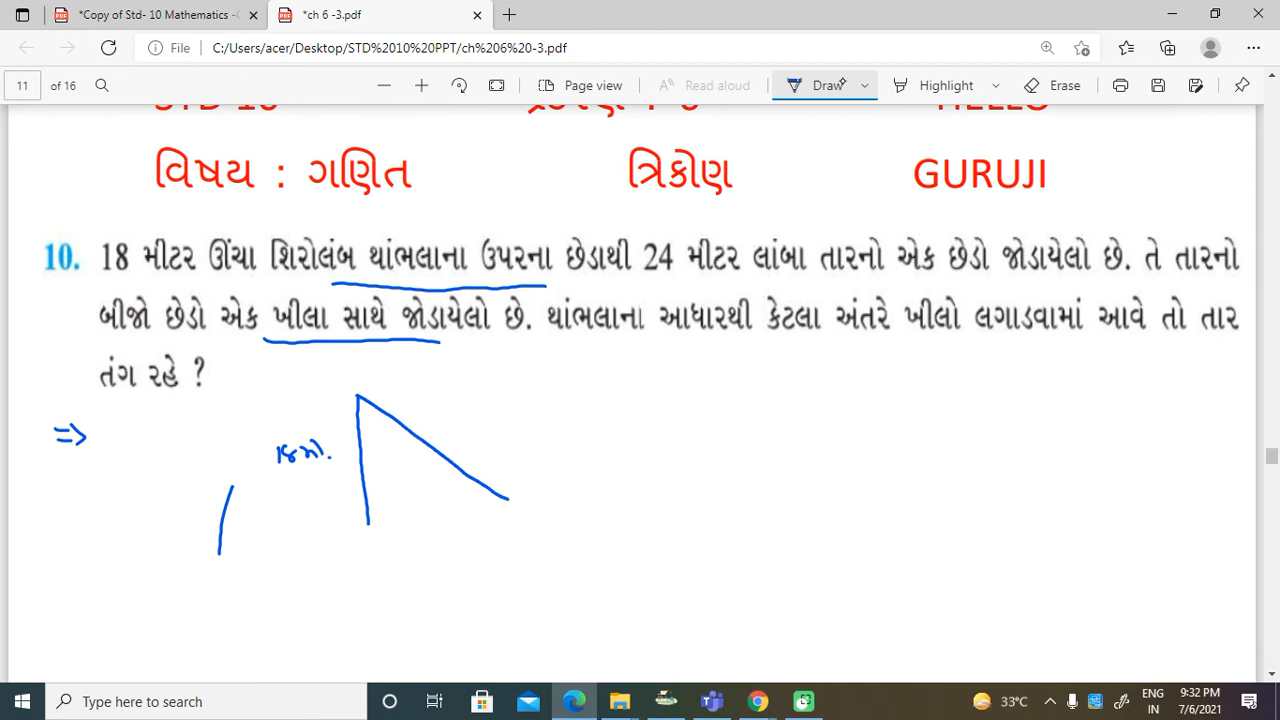 *Copy of Std- 10 Mathematics -
*ch 6 -3.pdf
File
C:/Users/acer/Desktop/STD%2010%20PPT/ch%206%20-3.pdf
11 of 16
Page view
Read aloud
Draw
Highlight
Erase
HELLO
વિષય : ગણિત ત્રિકોણ GURUJI
10. 18 મીટર ઊંચા શિરોલંબ થાંભલાના ઉપરના છેડાથી 24 મીટર લાંબા તારનો એક છેડો જોડાયેલો છે. તે તારનો
બીજો છેડો એક ખીલા સાથે જોડાયેલો છે. થાંભલાના આધારથી કેટલા અંતરે ખીલો લગાડવામાં આવે તો તાર
તંગ રહે ?
=>
18મી.
Type here to search
33°C
ENG
IN
9:32 PM
7/6/2021